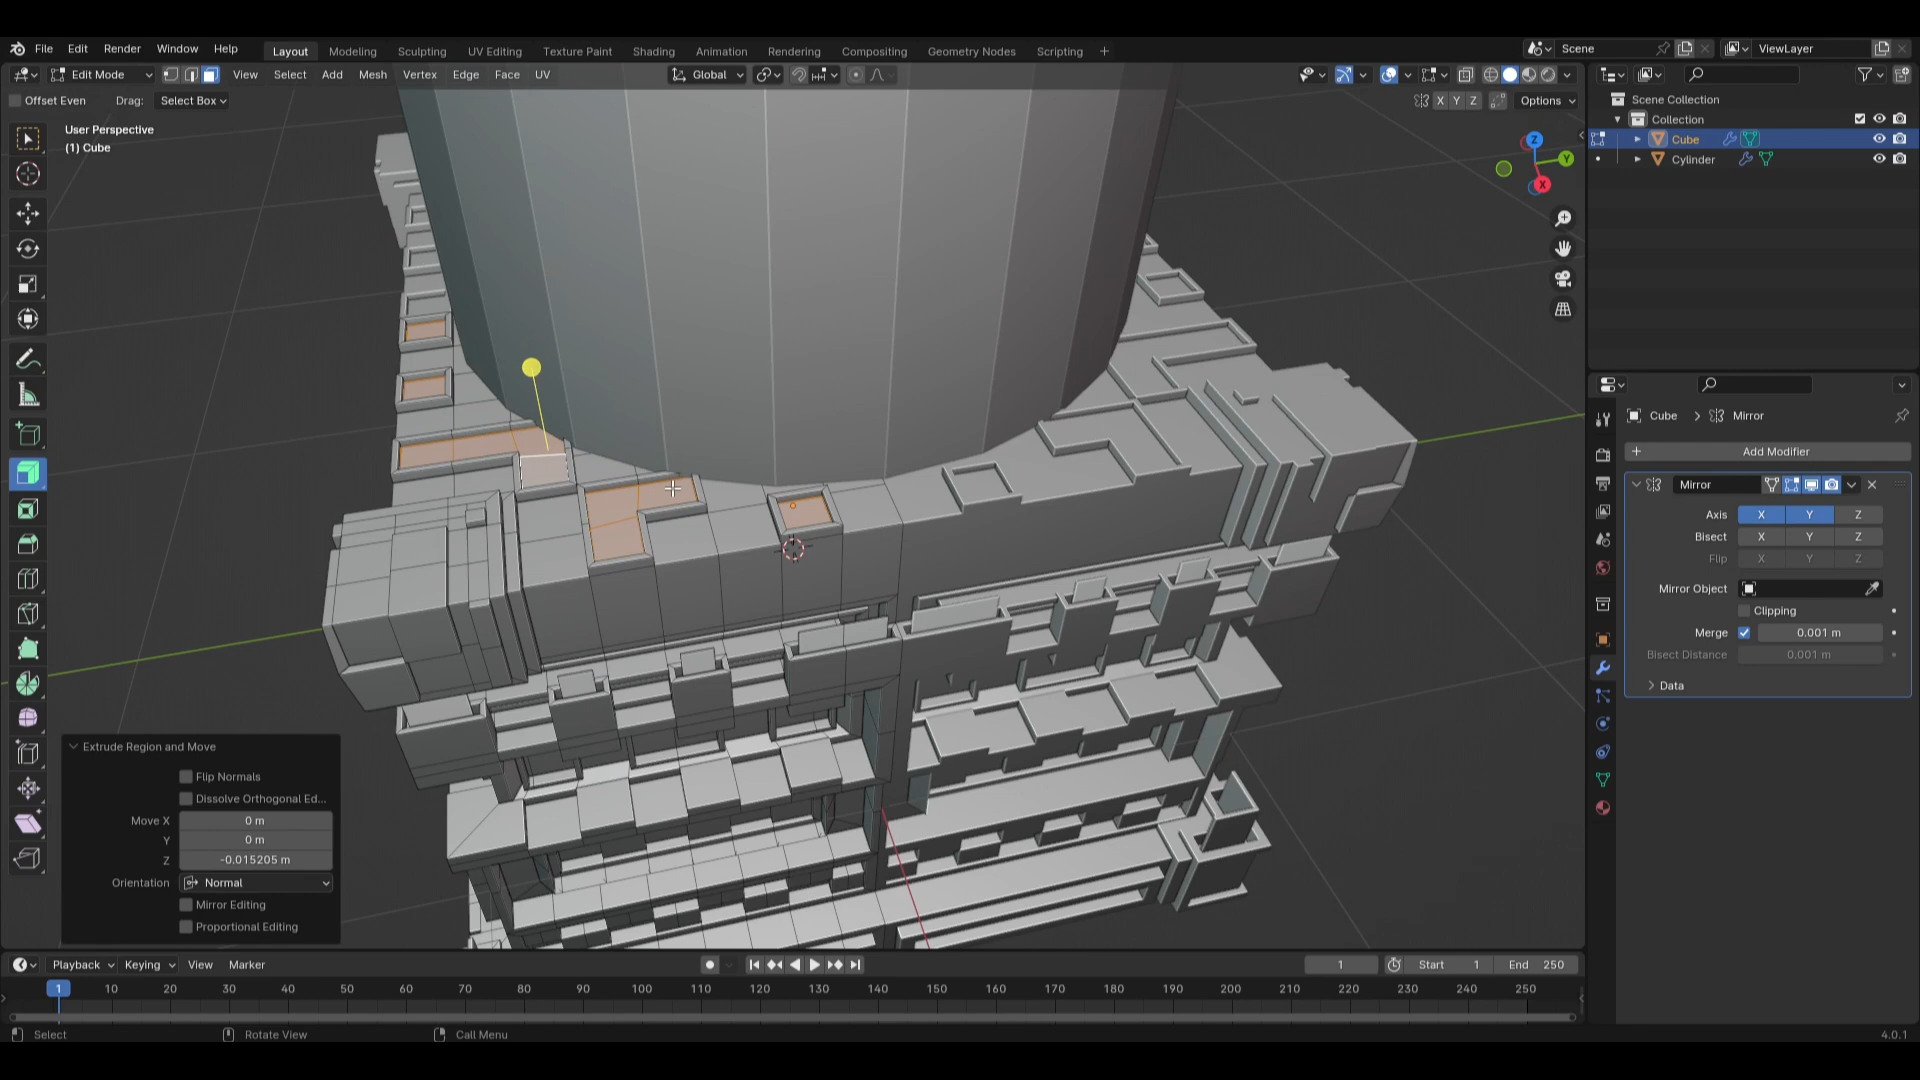 File Edit Render Window Help Layout Modeling Sculpting UV Editing Texture Paint Shading Animation Rendering Compositing Geometry Nodes Scripting + Scene ViewLayer
Edit Mode View Select Add Mesh Vertex Edge Face UV Global
Offset Even Drag: Select Box X Y Z Options
Scene Collection
User Perspective
(1) Cube
Collection
Cube
Cylinder
Z
Y
X
Cube > Mirror
+ Add Modifier
Mirror
Axis X Y Z
Bisect X Y Z
Flip X Y Z
Mirror Object
Clipping
Merge 0.001 m
Bisect Distance 0.001 m
Data
Extrude Region and Move
Flip Normals
Dissolve Orthogonal Ed...
Move X 0 m
Y 0 m
Z -0.015205 m
Orientation Normal
Mirror Editing
Proportional Editing
Playback Keying View Marker 1 Start 1 End 250
1 10 20 30 40 50 60 70 80 90 100 110 120 130 140 150 160 170 180 190 200 210 220 230 240 250
Select Rotate View Call Menu 4.0.1